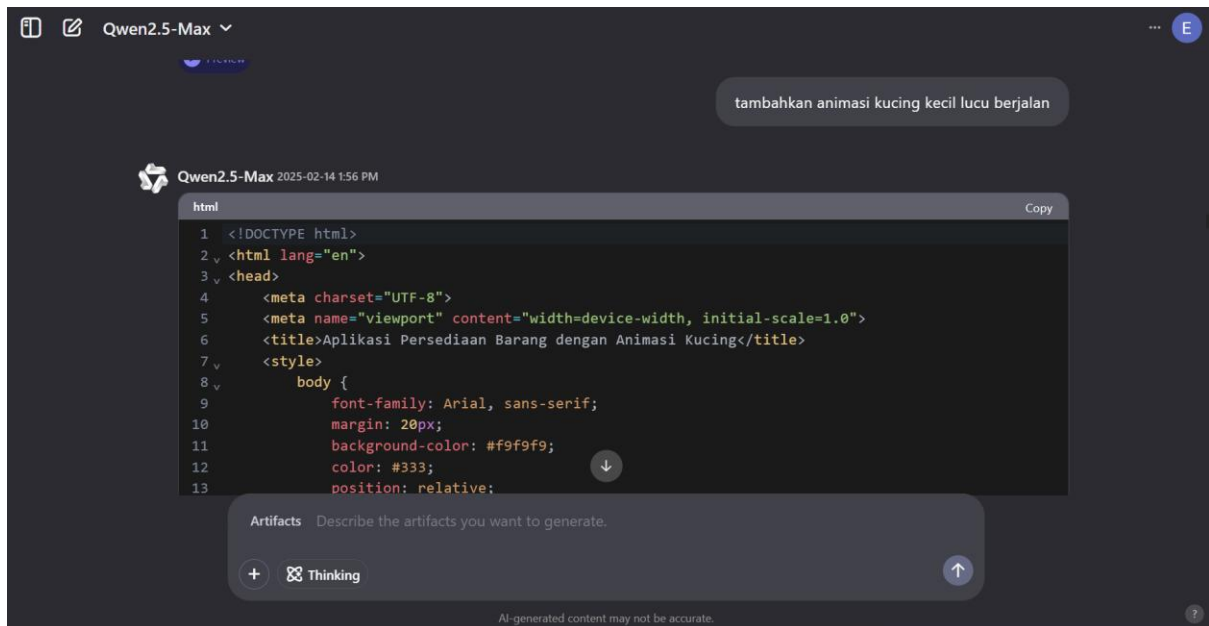 Qwen2.5-Max
E
Preview
tambahkan animasi kucing kecil lucu berjalan
Qwen2.5-Max 2025-02-14 1:56 PM
html Copy
1 <!DOCTYPE html>
2 <html lang="en">
3 <head>
4 <meta charset="UTF-8">
5 <meta name="viewport" content="width=device-width, initial-scale=1.0">
6 <title>Aplikasi Persediaan Barang dengan Animasi Kucing</title>
7 <style>
8 body {
9 font-family: Arial, sans-serif;
10 margin: 20px;
11 background-color: #f9f9f9;
12 color: #333;
13 position: relative;
Artifacts Describe the artifacts you want to generate.
+ Thinking
AI-generated content may not be accurate.
?